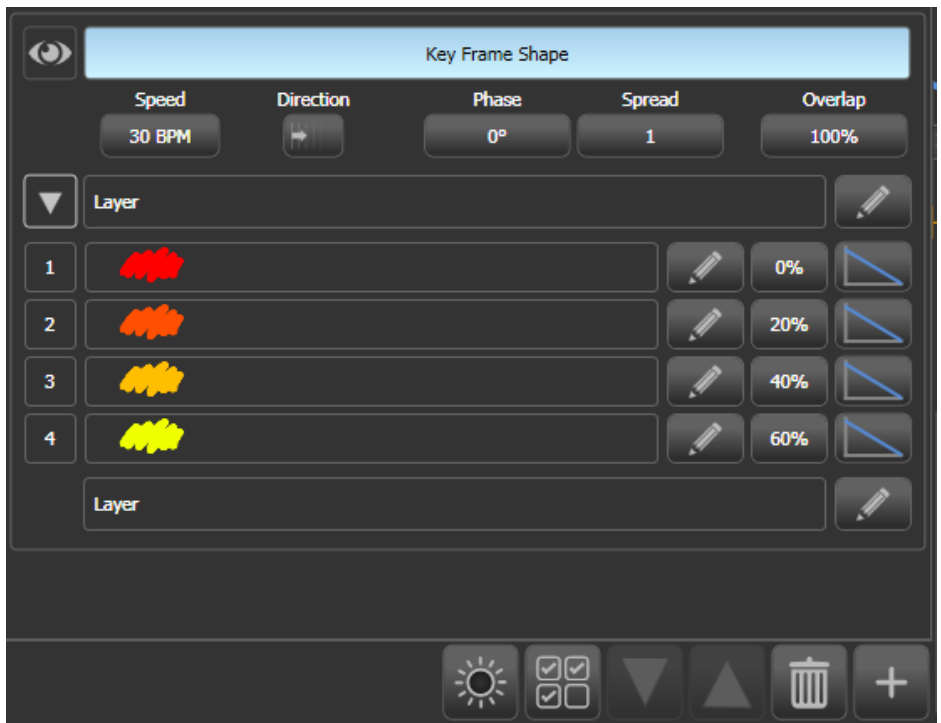 Key Frame Shape
Speed Direction Phase Spread Overlap
30 BPM 0° 1 100%
Layer
1 0%
2 20%
3 40%
4 60%
Layer